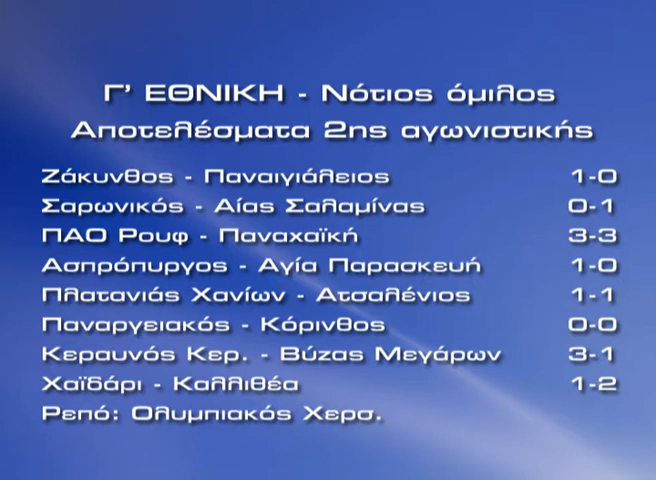 Γ' ΕΘΝΙΚΗ - Νότιος όμιλος
Αποτελέσματα 2ης αγωνιστικής
Ζάκυνθος - Παναιγιάλειος 1-0
Σαρωνικός - Αίας Σαλαμίνας 0-1
ΠΑΟ Ρουφ - Παναχαϊκή 3-3
Ασπρόπυργος - Αγία Παρασκευή 1-0
Πλατανιάς Χανίων - Ατσαλένιος 1-1
Παναργειακός - Κόρινθος 0-0
Κεραυνός Κερ. - Βύζας Μεγάρων 3-1
Χαϊδάρι - Καλλιθέα 1-2
Ρεπό: Ολυμπιακός Χερσ.